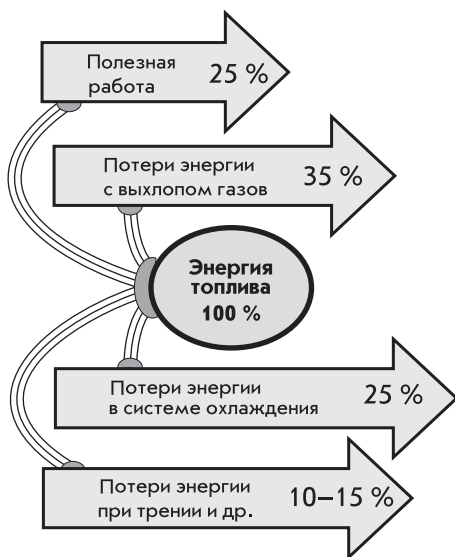 Полезная
работа
25 %
Потери энергии
с выхлопом газов
35 %
Энергия
топлива
100 %
Потери энергии
в системе охлаждения
25 %
Потери энергии
при трении и др.
10–15 %